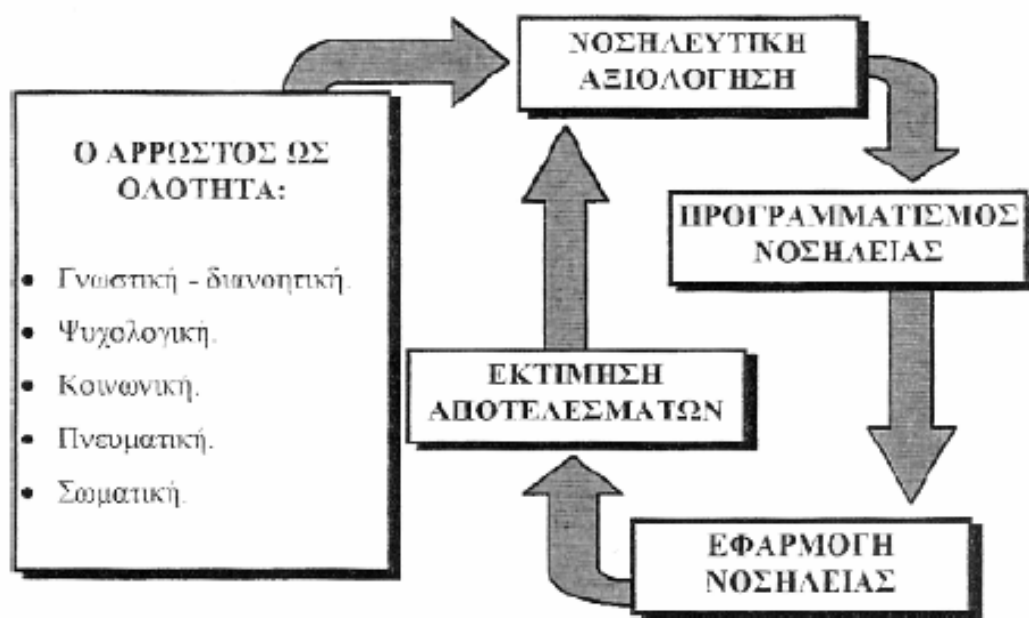 ΝΟΣΗΛΕΥΤΙΚΗ
ΑΞΙΟΛΟΓΗΣΗ
Ο ΑΡΡΩΣΤΟΣ ΩΣ
ΟΛΟΤΗΤΑ:
• Γνωστική - διανοητική.
• Ψυχολογική.
• Κοινωνική.
• Πνευματική.
• Σωματική.
ΠΡΟΓΡΑΜΜΑΤΙΣΜΟΣ
ΝΟΣΗΛΕΙΑΣ
ΕΚΤΙΜΗΣΗ
ΑΠΟΤΕΛΕΣΜΑΤΩΝ
ΕΦΑΡΜΟΓΗ
ΝΟΣΗΛΕΙΑΣ